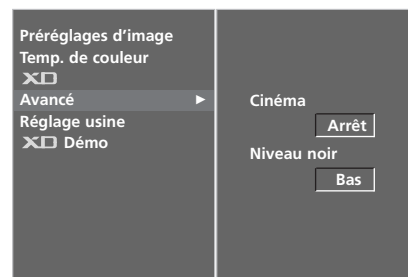 Préréglages d'image
Temp. de couleur
XD
Avancé ►
Réglage usine
XD Démo
Cinéma
Arrêt
Niveau noir
Bas